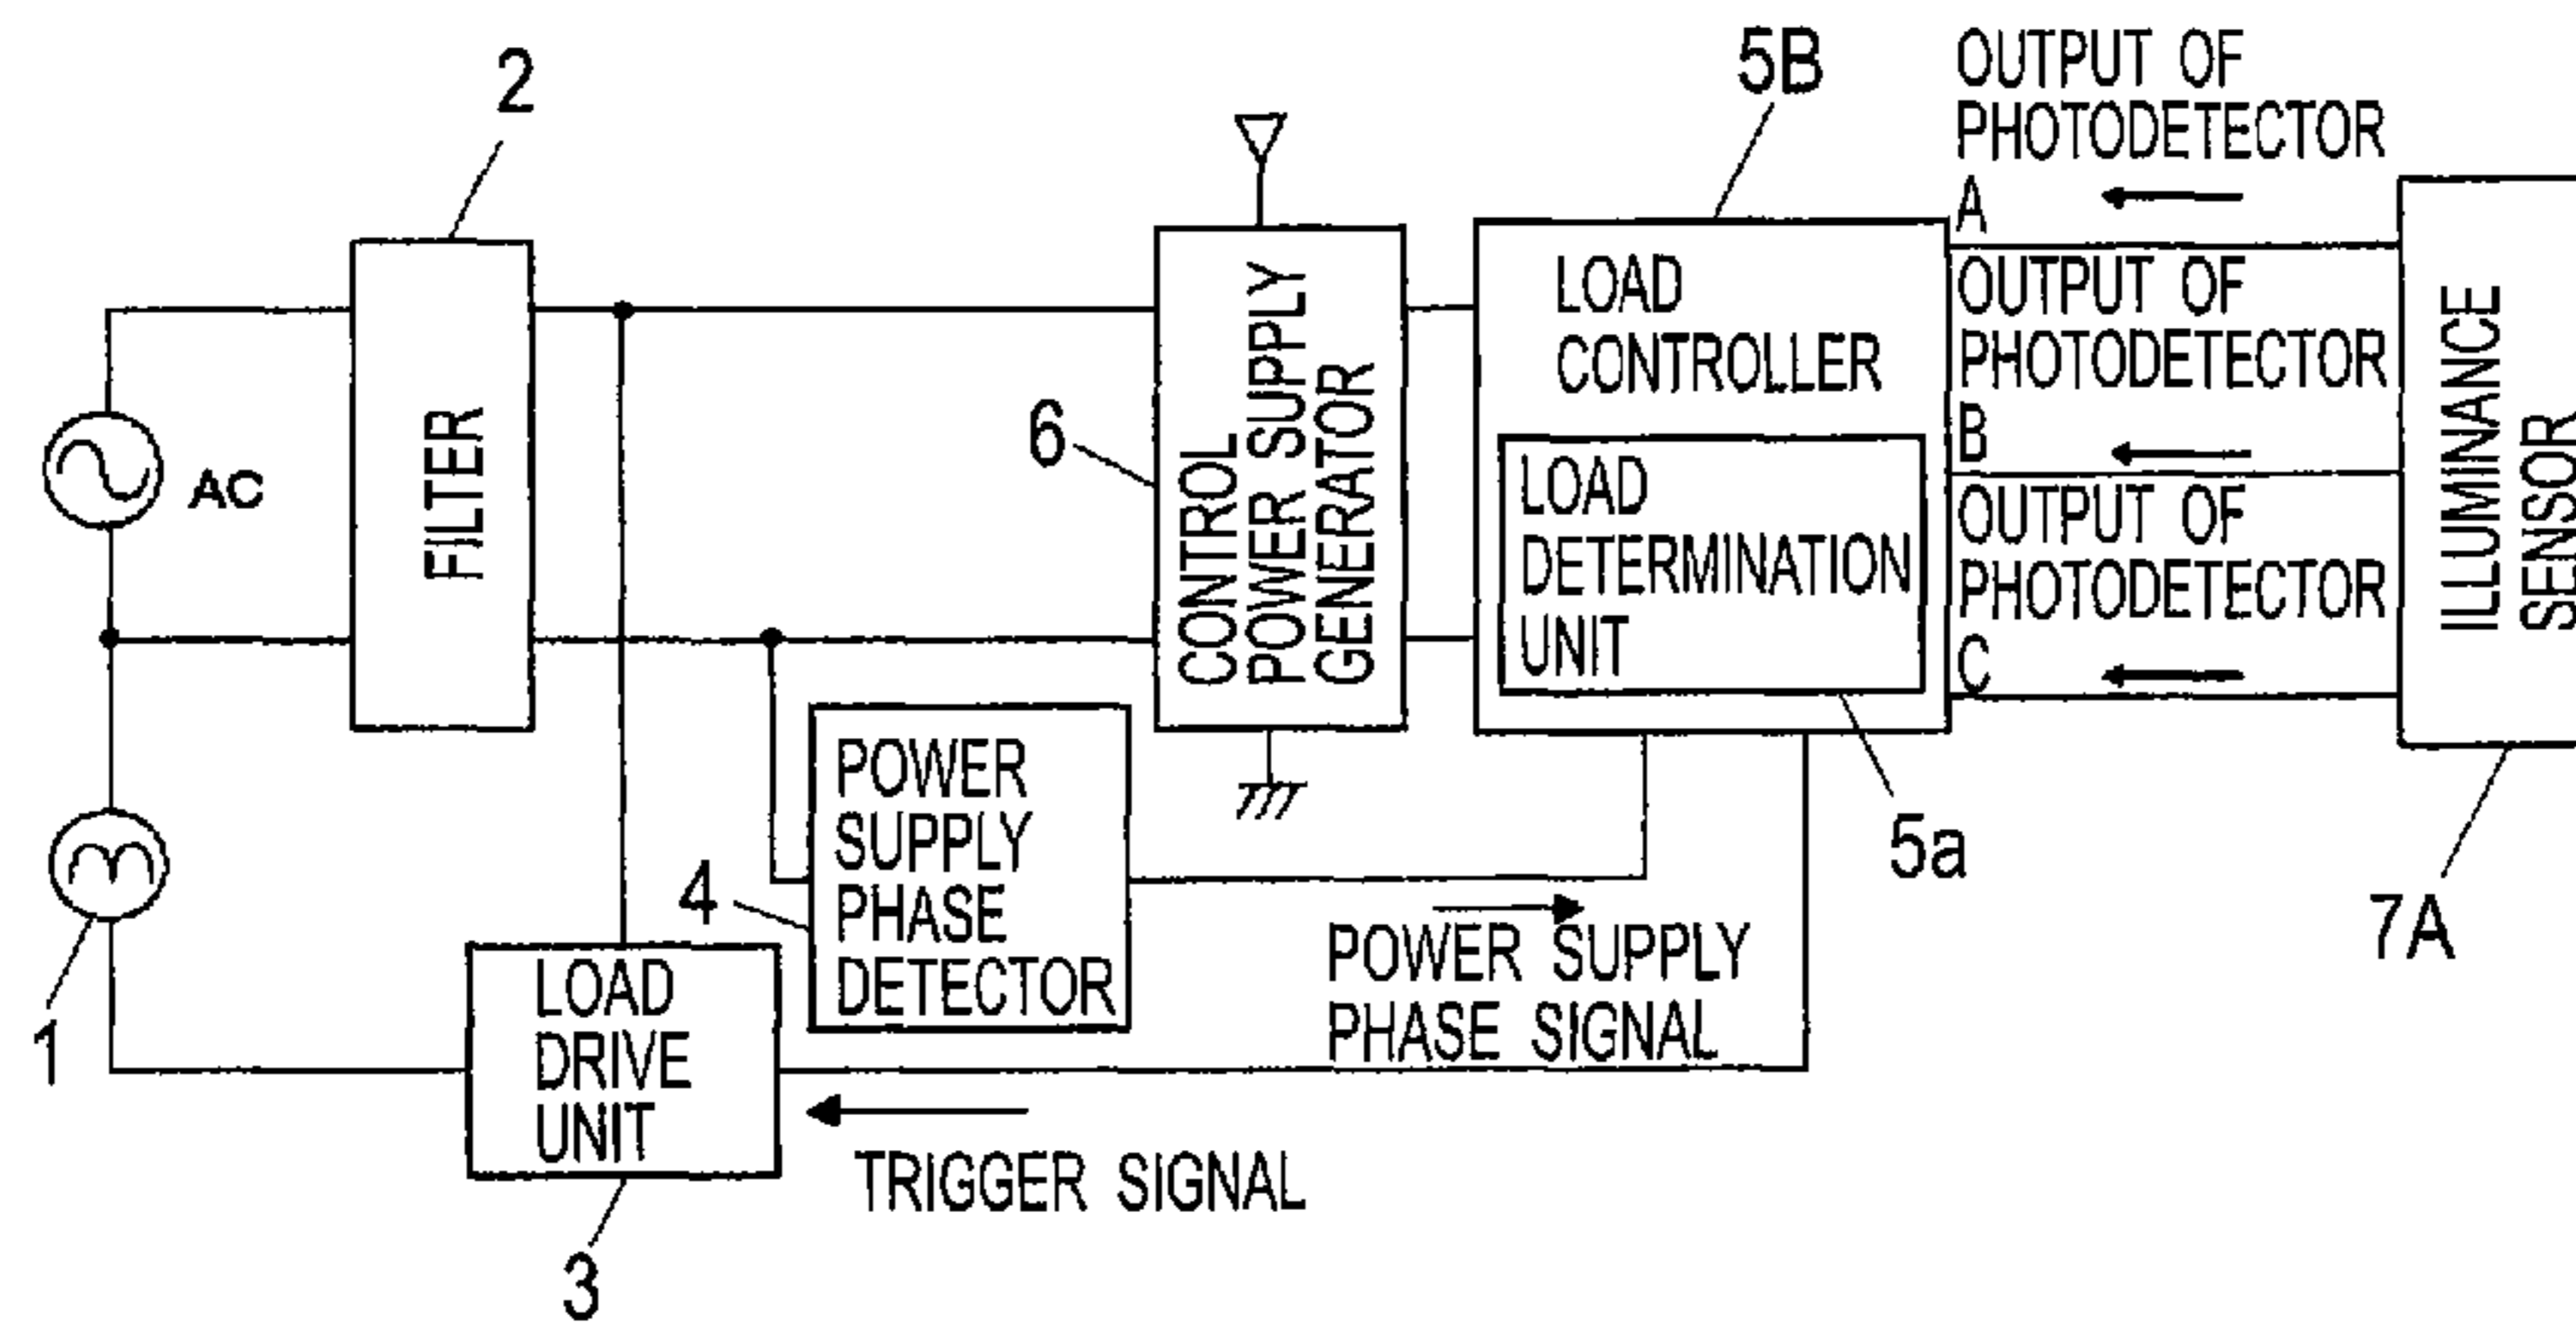 2
5B
OUTPUT OF
PHOTODETECTOR
A
OUTPUT OF
PHOTODETECTOR
B
OUTPUT OF
PHOTODETECTOR
C
AC
FILTER
6
CONTROL
POWER SUPPLY
GENERATOR
LOAD
CONTROLLER
LOAD
DETERMINATION
UNIT
ILLUMINANCE
SENSOR
5a
7A
4
POWER
SUPPLY
PHASE
DETECTOR
POWER SUPPLY
PHASE SIGNAL
1
LOAD
DRIVE
UNIT
TRIGGER SIGNAL
3